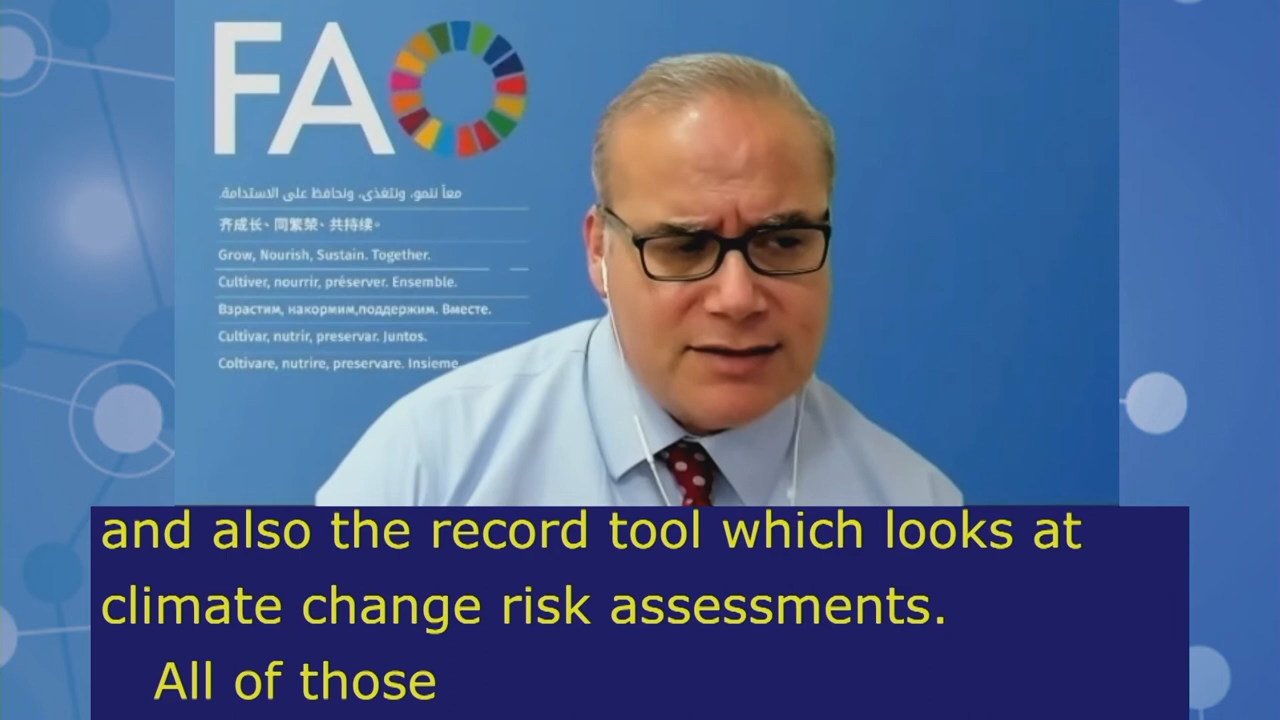 FAO
معاً ننمو، ونتغذى، ونحافظ على الاستدامة.
齐成长、同繁荣、共持续。
Grow, Nourish, Sustain. Together.
Cultiver, nourrir, préserver. Ensemble.
Взрастим, накормим,поддержим. Вместе.
Cultivar, nutrir, preservar. Juntos.
Coltivare, nutrire, preservare. Insieme.
and also the record tool which looks at
climate change risk assessments.
All of those